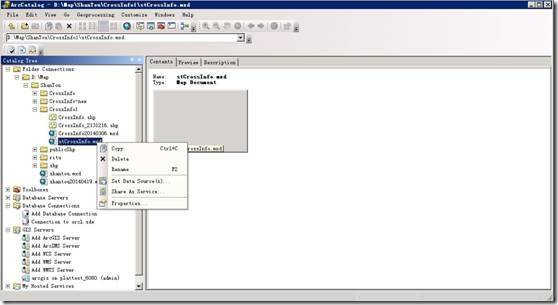 ArcCatalog - D:\Map\ShanTou\CrossInfo1\stCrossInfo.mxd
File Edit View Go Geoprocessing Customize Windows Help
D:\Map\ShanTou\CrossInfo1\stCrossInfo.mxd
Catalog Tree
Folder Connections
D:\Map
ShanTou
CrossInfo
CrossInfo-new
CrossInfo1
CrossInfo.shp
CrossInfo_2131216.shp
CrossInfo20140306.mxd
stCrossInfo.mxd
publicShp
ritu
shp
shantou.mxd
shantou20140419.m
Toolboxes
Database Servers
Database Connections
Add Database Connection
Connection to orcl.sde
GIS Servers
Add ArcGIS Server
Add ArcIMS Server
Add WCS Server
Add WMS Server
Add WMTS Server
arcgis on plattest_6080 (admin)
My Hosted Services
Copy Ctrl+C
Delete
Rename F2
Set Data Source(s)...
Share As Service...
Properties...
Contents Preview Description
Name: stCrossInfo.mxd
Type: Map Document
rossInfo.mxd